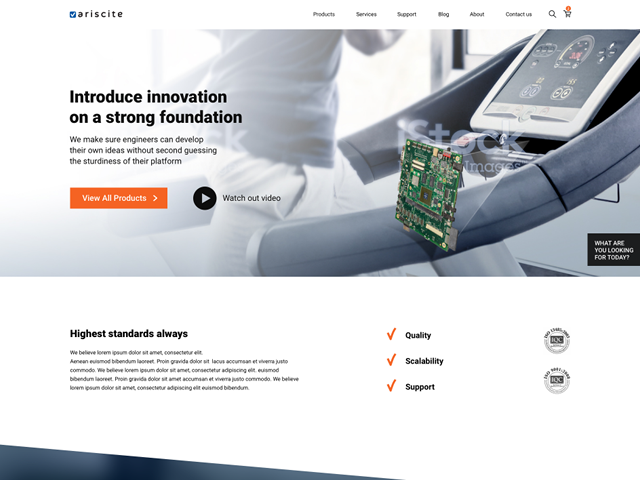 ariscite
Products Services Support Blog About Contact us
Introduce innovation
on a strong foundation
We make sure engineers can develop
their own ideas without second guessing
the sturdiness of their platform
View All Products
Watch out video
iStock
WHAT ARE
YOU LOOKING
FOR TODAY?
Highest standards always
We believe lorem ipsum dolor sit amet, consectetur elit.
Aenean euismod bibendum laoreet. Proin gravida dolor sit lacus accumsan et viverra justo
commodo. We believe lorem ipsum dolor sit amet, consectetur adipiscing elit. euismod
bibendum laoreet. Proin gravida dolor sit amet accumsan et viverra justo commodo. We believe
lorem ipsum dolor sit amet, consectetur adipiscing elit euismod bibendum.
Quality
Scalability
Support
IQC
IQC